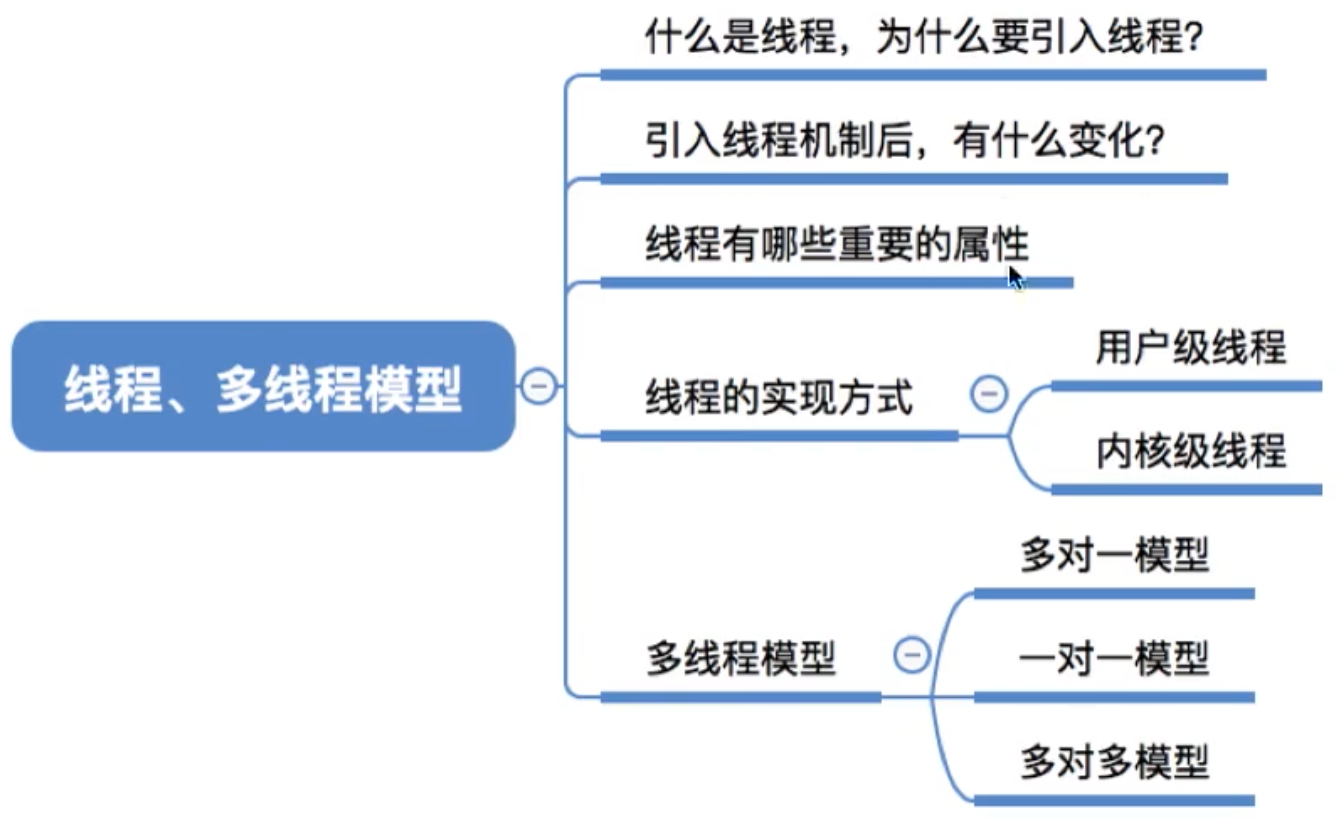 什么是线程，为什么要引入线程？
引入线程机制后，有什么变化？
线程有哪些重要的属性
线程、多线程模型
线程的实现方式
用户级线程
内核级线程
多线程模型
多对一模型
一对一模型
多对多模型